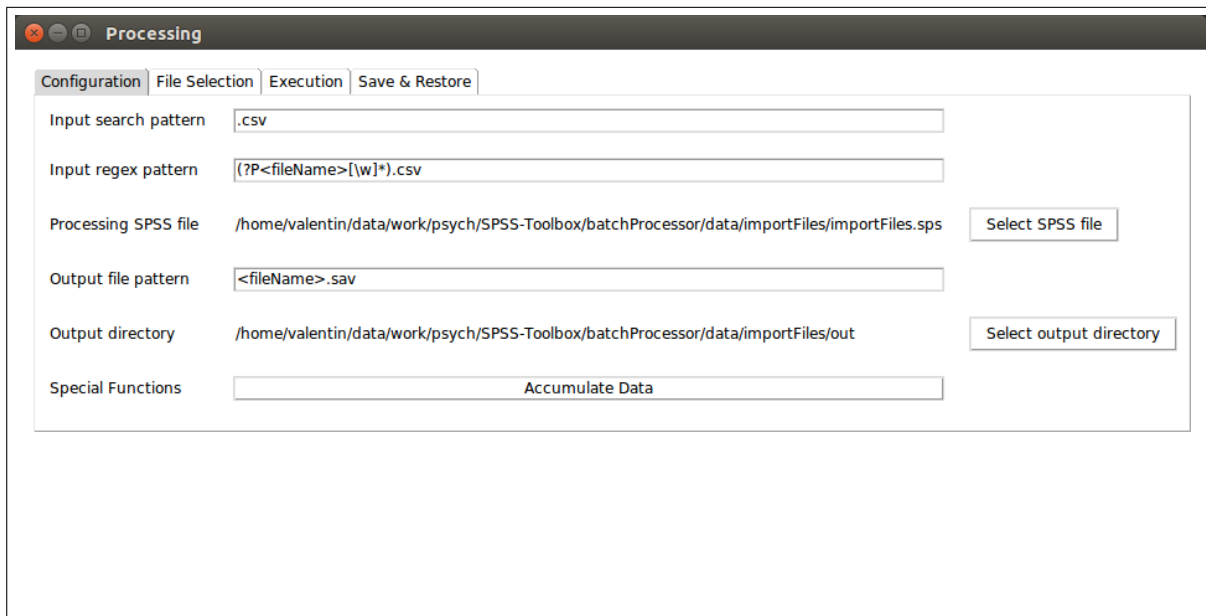 Processing
Configuration File Selection Execution Save & Restore
Input search pattern .csv
Input regex pattern (?P<fileName>[\w]*).csv
Processing SPSS file /home/valentin/data/work/psych/SPSS-Toolbox/batchProcessor/data/importFiles/importFiles.sps Select SPSS file
Output file pattern <fileName>.sav
Output directory /home/valentin/data/work/psych/SPSS-Toolbox/batchProcessor/data/importFiles/out Select output directory
Special Functions Accumulate Data